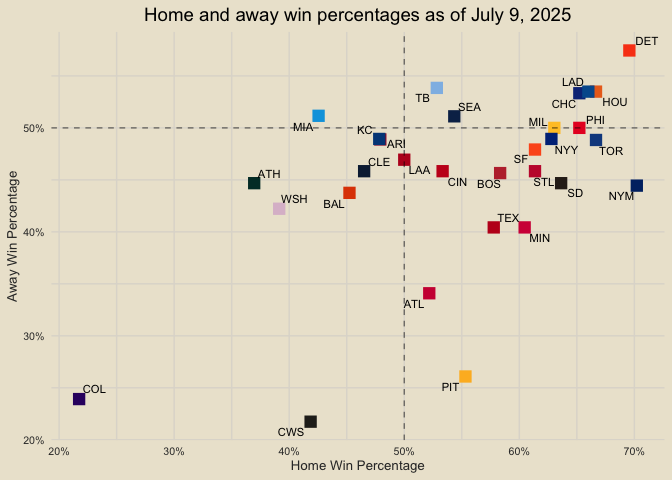 Home and away win percentages as of July 9, 2025
DET
LAD
CHC
HOU
TB
SEA
MIA
KC
ARI
MIL
PHI
NYY
TOR
SF
50%
CLE
LAA
CIN
BOS
STL
SD
NYM
ATH
WSH
BAL
TEX
MIN
40%
ATL
30%
PIT
COL
CWS
20%
Away Win Percentage
20%
30%
40%
50%
60%
70%
Home Win Percentage